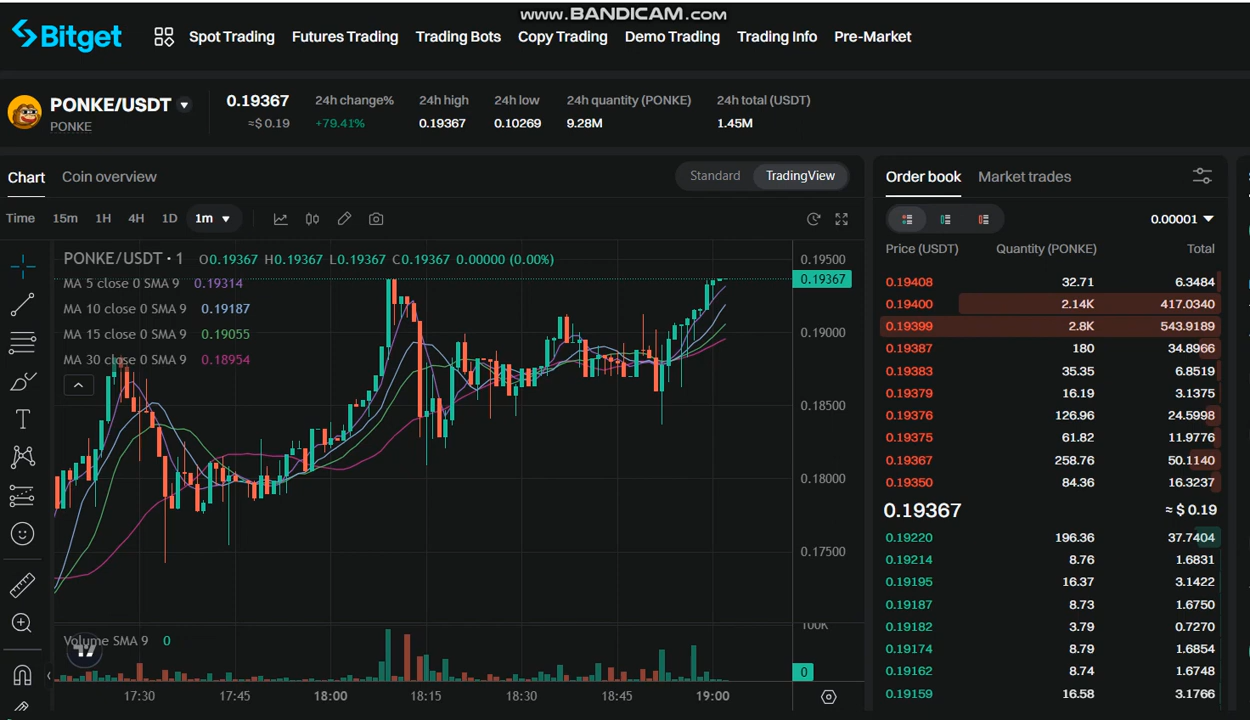 www.BANDICAM.com
Bitget Spot Trading Futures Trading Trading Bots Copy Trading Demo Trading Trading Info Pre-Market
PONKE/USDT 0.19367 24h change% 24h high 24h low 24h quantity (PONKE) 24h total (USDT)
PONKE ≈$ 0.19 +79.41% 0.19367 0.10269 9.28M 1.45M
Chart Coin overview Standard TradingView
Time 15m 1H 4H 1D 1m
PONKE/USDT · 1 O0.19367 H0.19367 L0.19367 C0.19367 0.00000 (0.00%)
MA 5 close 0 SMA 9 0.19314
MA 10 close 0 SMA 9 0.19187
MA 15 close 0 SMA 9 0.19055
MA 30 close 0 SMA 9 0.18954
0.19500
0.19367
0.19000
0.18500
0.18000
0.17500
100K
Volume SMA 9 0
0
17:30 17:45 18:00 18:15 18:30 18:45 19:00
Order book Market trades
0.00001
Price (USDT) Quantity (PONKE) Total
0.19408 32.71 6.3484
0.19400 2.14K 417.0340
0.19399 2.8K 543.9189
0.19387 180 34.8966
0.19383 35.35 6.8519
0.19379 16.19 3.1375
0.19376 126.96 24.5998
0.19375 61.82 11.9776
0.19367 258.76 50.1140
0.19350 84.36 16.3237
0.19367 ≈ $ 0.19
0.19220 196.36 37.7404
0.19214 8.76 1.6831
0.19195 16.37 3.1422
0.19187 8.73 1.6750
0.19182 3.79 0.7270
0.19174 8.79 1.6854
0.19162 8.74 1.6748
0.19159 16.58 3.1766